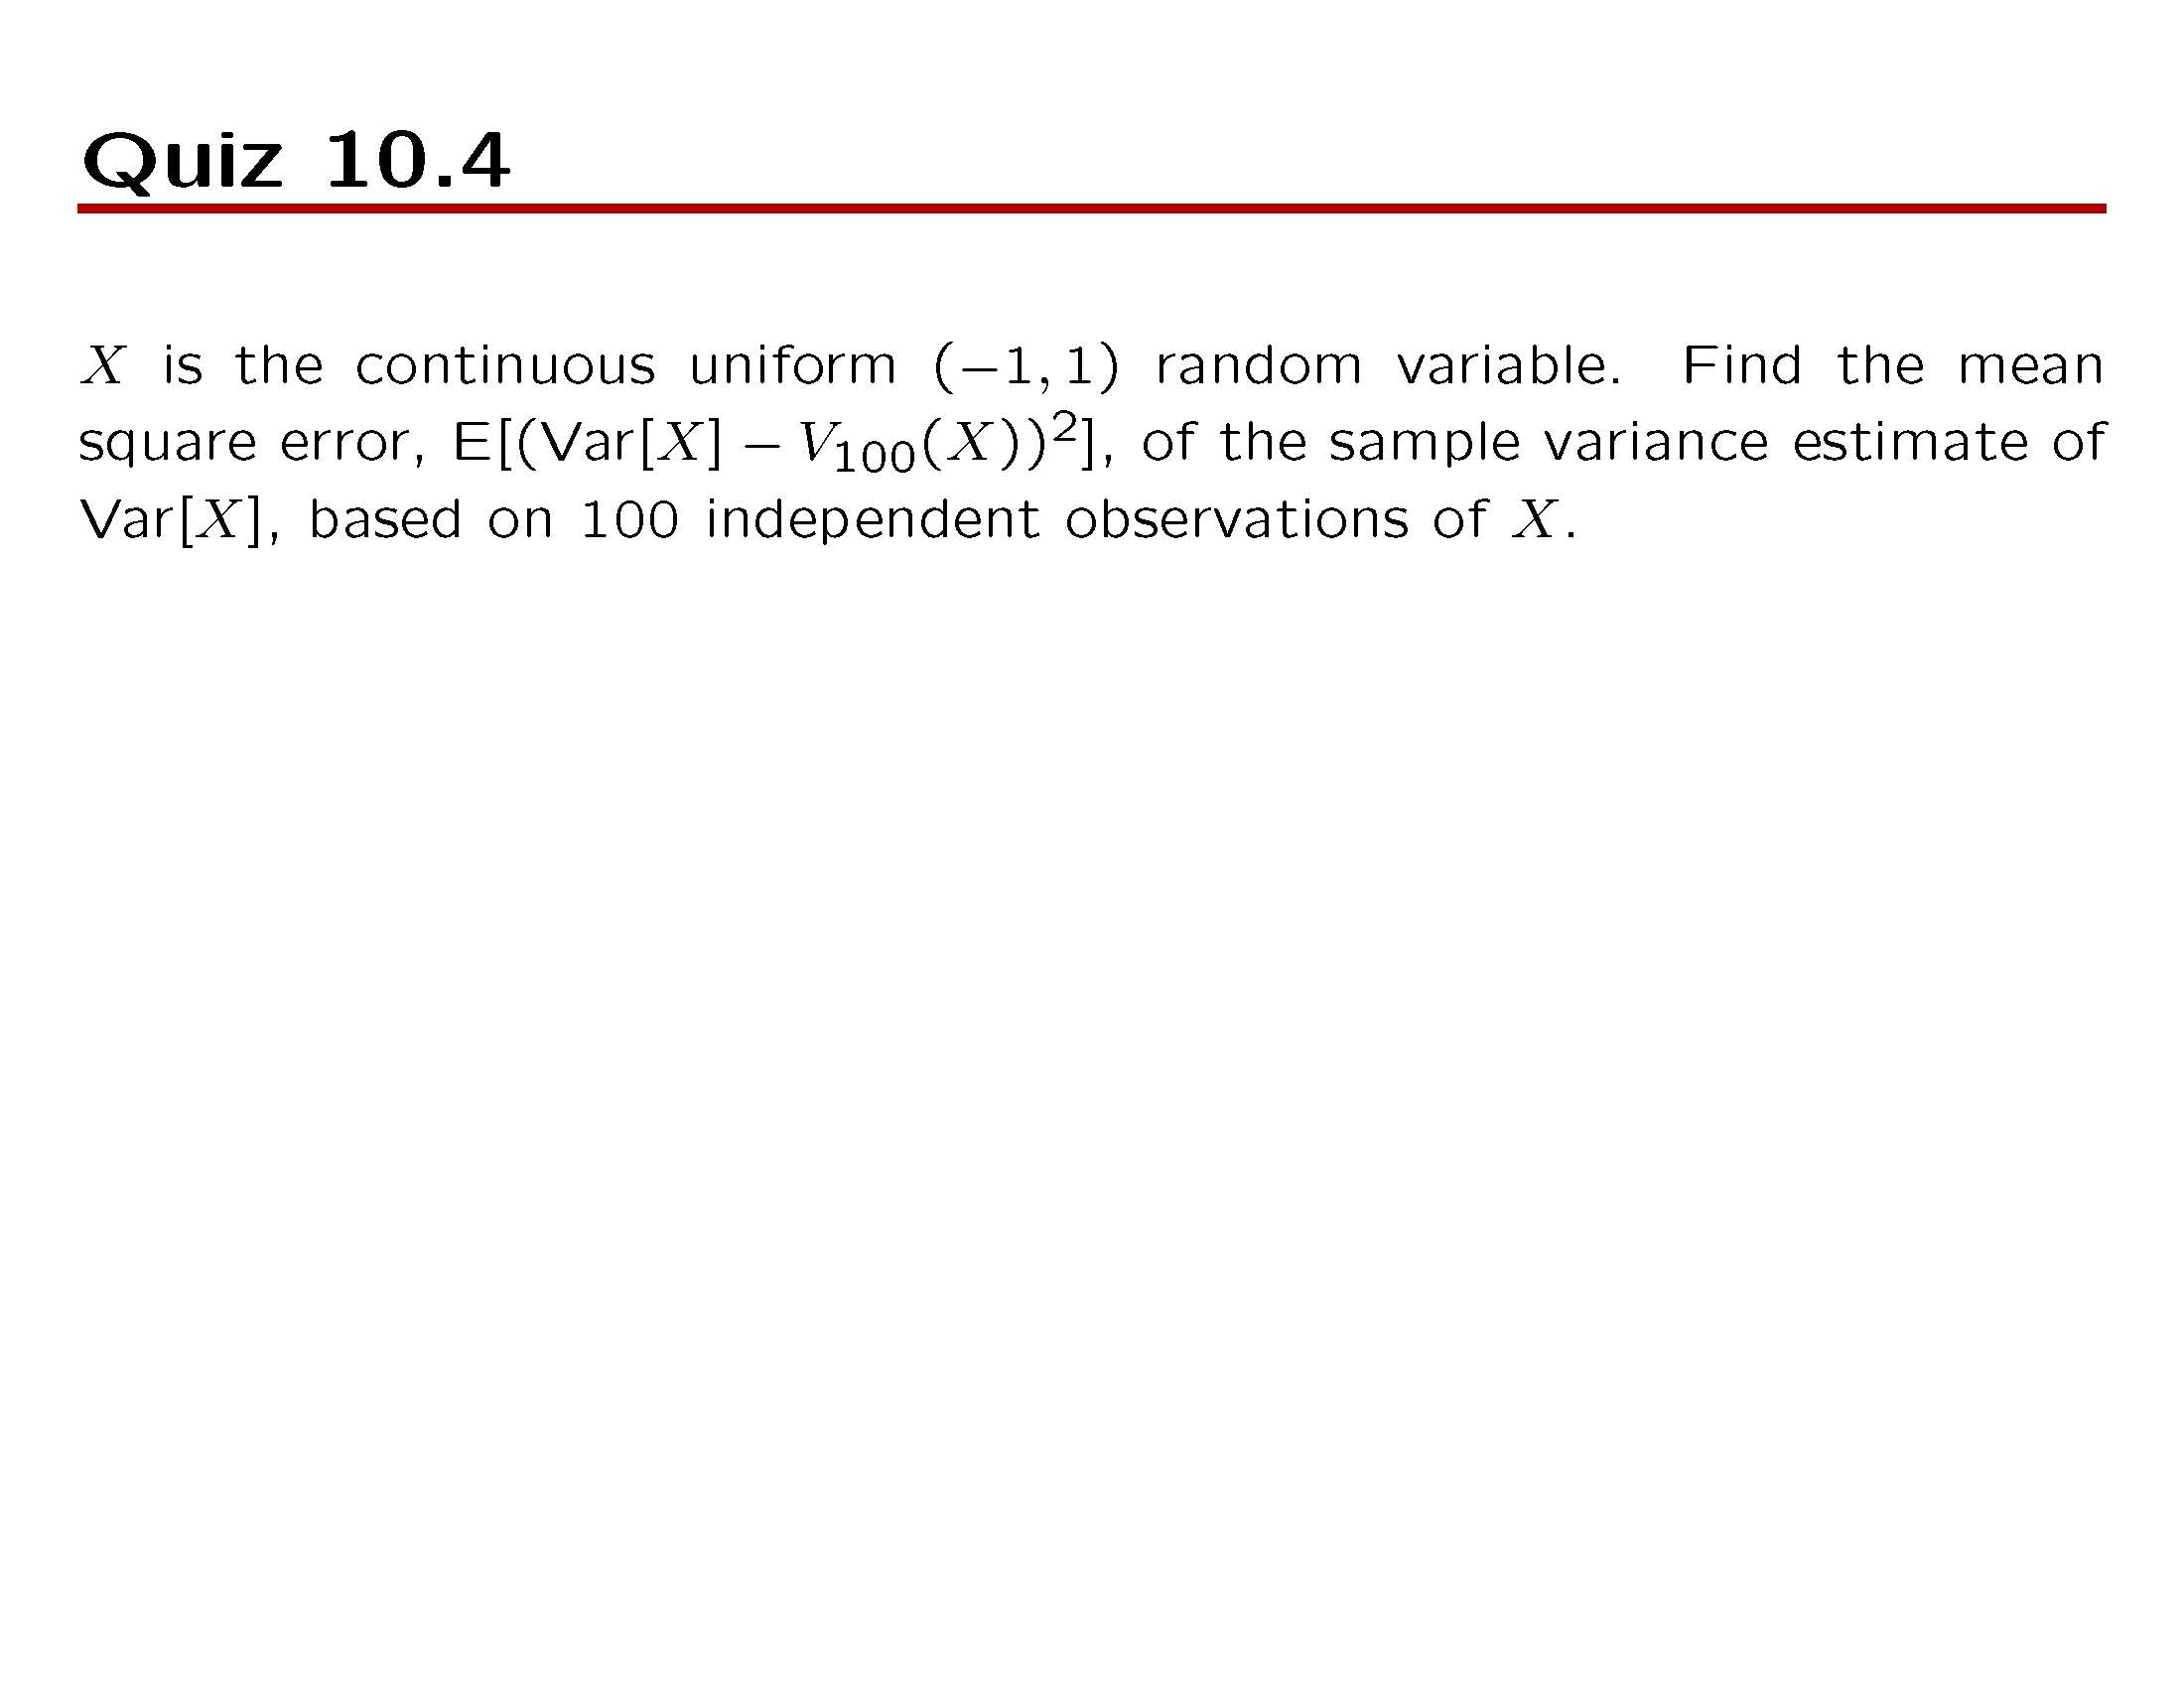 Quiz 10.4
X is the continuous uniform (−1, 1) random variable. Find the mean
square error, E[(Var[X] − V₁₀₀(X))²], of the sample variance estimate of
Var[X], based on 100 independent observations of X.